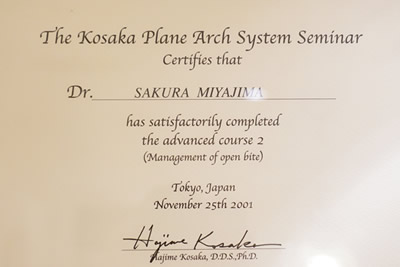 The Kosaka Plane Arch System Seminar
Certifies that
Dr. SAKURA MIYAJIMA
has satisfactorily completed
the advanced course 2
(Management of open bite)
Tokyo, Japan
November 25th 2001
Hajime Kosaka
Hajime Kosaka, D.D.S,Ph.D.